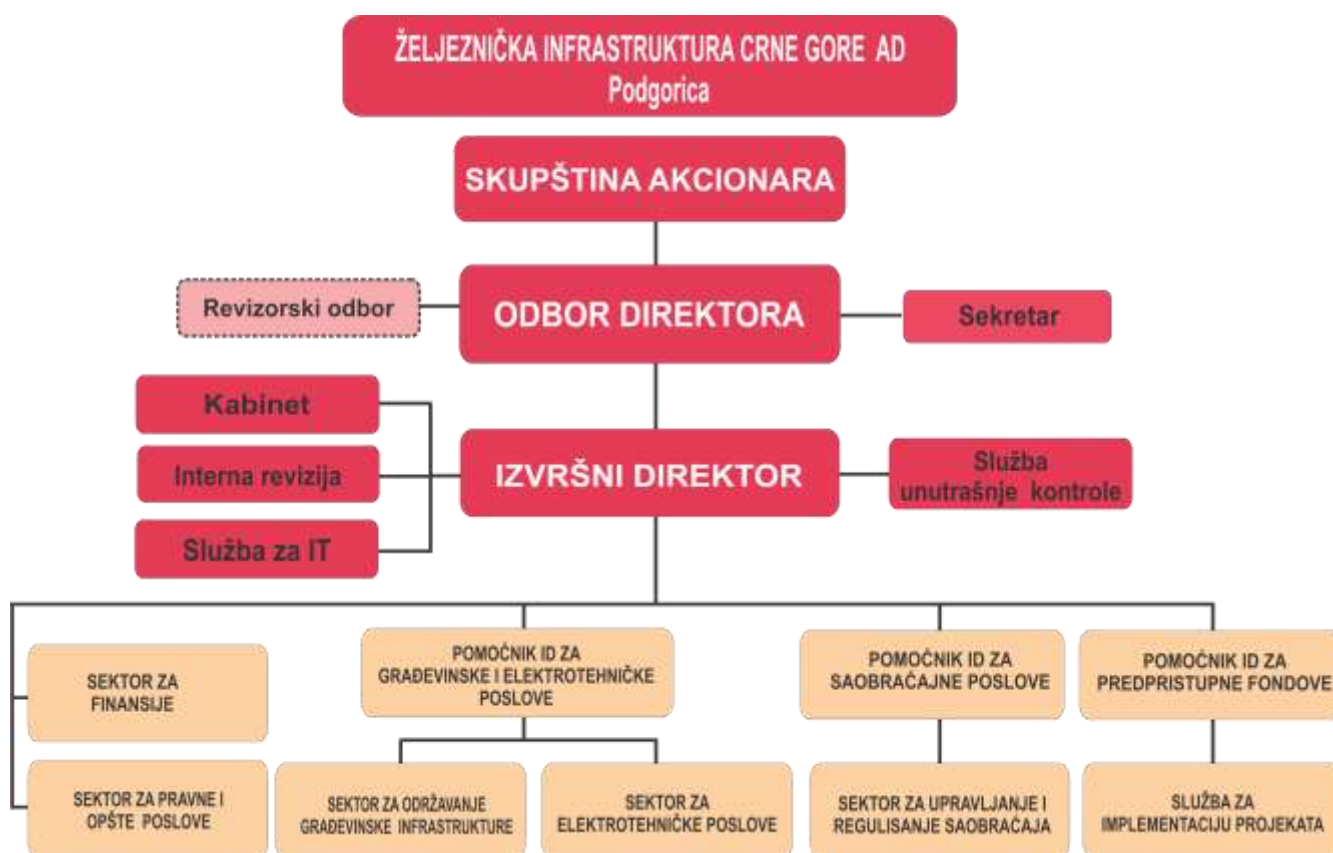 ŽELJEZNIČKA INFRASTRUKTURA CRNE GORE AD
Podgorica
SKUPŠTINA AKCIONARA
Revizorski odbor
ODBOR DIREKTORA
Sekretar
Kabinet
Interna revizija
IZVRŠNI DIREKTOR
Služba
unutrašnje kontrole
Služba za IT
SEKTOR ZA
FINANSIJE
POMOĆNIK ID ZA
GRAĐEVINSKE I ELEKTROTEHNIČKE
POSLOVE
POMOĆNIK ID ZA
SAOBRAĆAJNE POSLOVE
POMOĆNIK ID ZA
PREDPRISTUPNE FONDOVE
SEKTOR ZA PRAVNE I
OPŠTE POSLOVE
SEKTOR ZA ODRŽAVANJE
GRAĐEVINSKE INFRASTRUKTURE
SEKTOR ZA
ELEKTROTEHNIČKE POSLOVE
SEKTOR ZA UPRAVLJANJE I
REGULISANJE SAOBRAĆAJA
SLUŽBA ZA
IMPLEMENTACIJU PROJEKATA